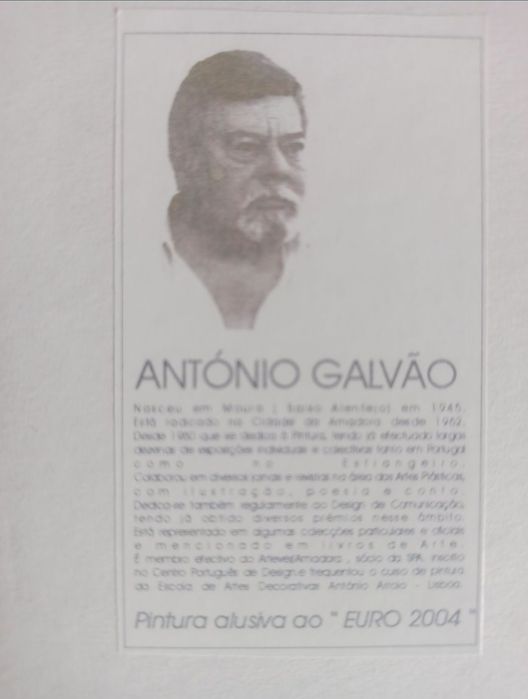 ANTÓNIO GALVÃO
Nasceu em Moura ( Baixo Alentejo) em 1945.
Está radicado na Cidade da Amadora desde 1962.
Desde 1980 que se dedica à Pintura, tendo já efectuado largas
dezenas de exposições individuais e colectivas tanto em Portugal
como no Estrangeiro.
Colaborou em diversos jornais e revistas na área das Artes Plásticas,
com ilustração, poesia e conto.
Dedica-se também regularmente ao Design de Comunicação,
tendo já obtido diversos prémios nesse âmbito.
Está representado em algumas colecções particulares e oficiais
e mencionado em livros de Arte.
É membro efectivo da Artever/Amadora , sócio da SPA, inscrito
no Centro Português de Design e frequentou o curso de pintura
da Escola de Artes Decorativas António Arroio - Lisboa.
Pintura alusiva ao " EURO 2004 "